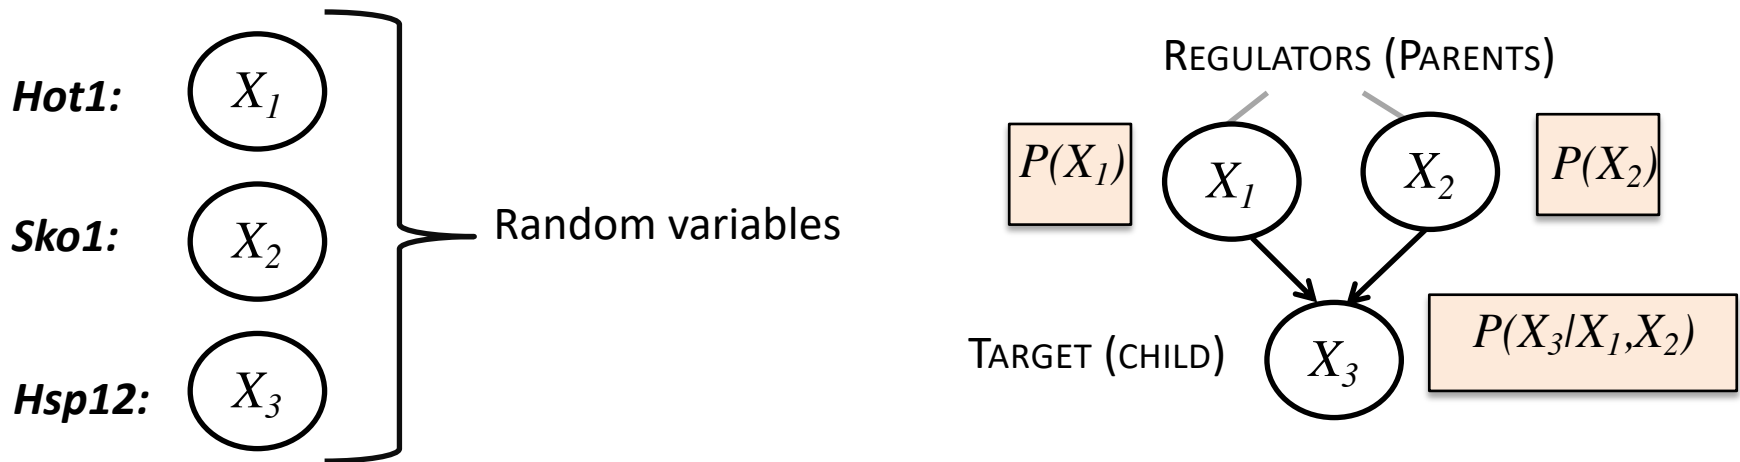 Hot1:
X1
Sko1:
X2
Hsp12:
X3
Random variables
REGULATORS (PARENTS)
P(X1)
X1
X2
P(X2)
TARGET (CHILD)
X3
P(X3|X1,X2)